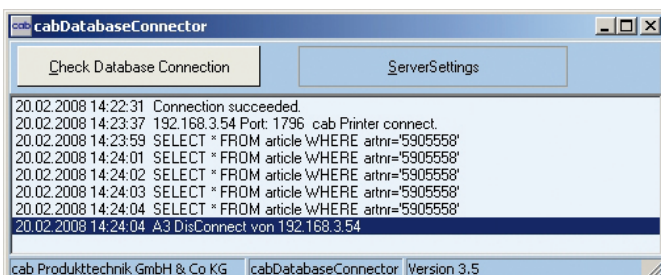 cab cabDatabaseConnector
Check Database Connection ServerSettings
20.02.2008 14:22:31 Connection succeeded.
20.02.2008 14:23:37 192.168.3.54 Port: 1796 cab Printer connect.
20.02.2008 14:23:59 SELECT * FROM article WHERE artnr='5905558'
20.02.2008 14:24:01 SELECT * FROM article WHERE artnr='5905558'
20.02.2008 14:24:02 SELECT * FROM article WHERE artnr='5905558'
20.02.2008 14:24:03 SELECT * FROM article WHERE artnr='5905558'
20.02.2008 14:24:04 SELECT * FROM article WHERE artnr='5905558'
20.02.2008 14:24:04 A3 DisConnect von 192.168.3.54
cab Produkttechnik GmbH & Co KG cabDatabaseConnector Version 3.5